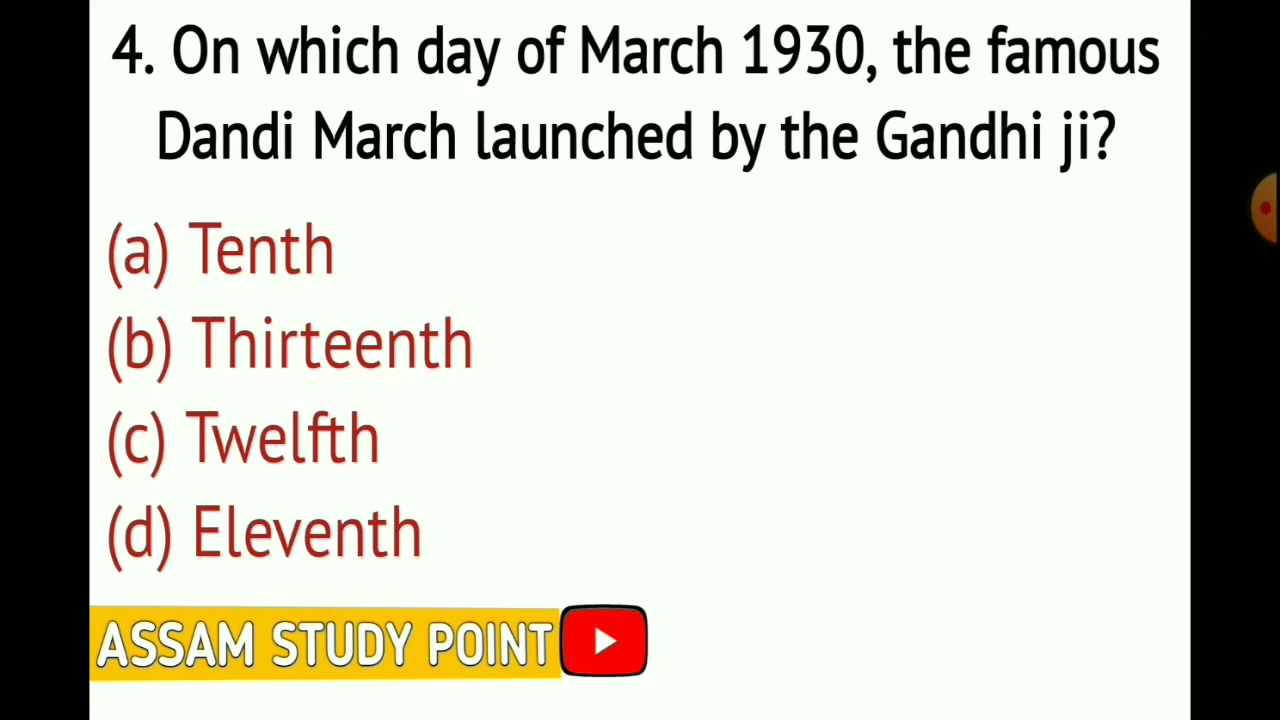 4. On which day of March 1930, the famous
Dandi March launched by the Gandhi ji?
(a) Tenth
(b) Thirteenth
(c) Twelfth
(d) Eleventh
ASSAM STUDY POINT